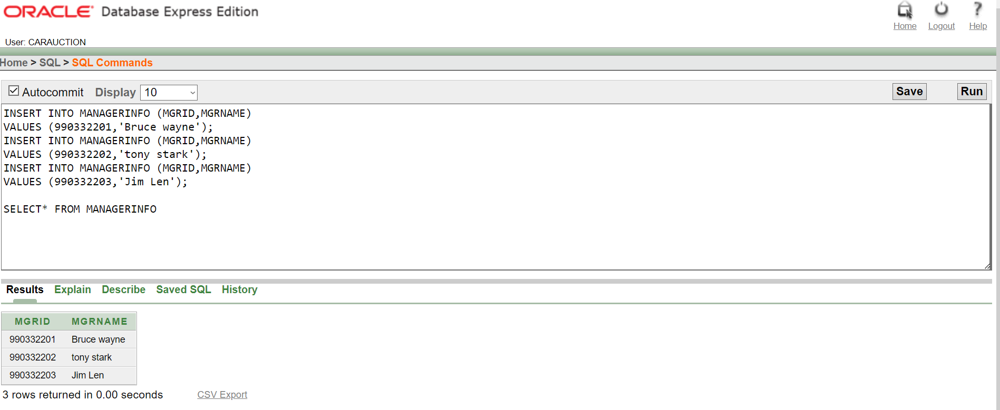 ORACLE® Database Express Edition
Home Logout Help
User: CARAUCTION
Home > SQL > SQL Commands
Autocommit Display 10 Save Run
INSERT INTO MANAGERINFO (MGRID,MGRNAME)
VALUES (990332201,'Bruce wayne');
INSERT INTO MANAGERINFO (MGRID,MGRNAME)
VALUES (990332202,'tony stark');
INSERT INTO MANAGERINFO (MGRID,MGRNAME)
VALUES (990332203,'Jim Len');
SELECT* FROM MANAGERINFO
Results Explain Describe Saved SQL History
MGRID MGRNAME
990332201 Bruce wayne
990332202 tony stark
990332203 Jim Len
3 rows returned in 0.00 seconds CSV Export